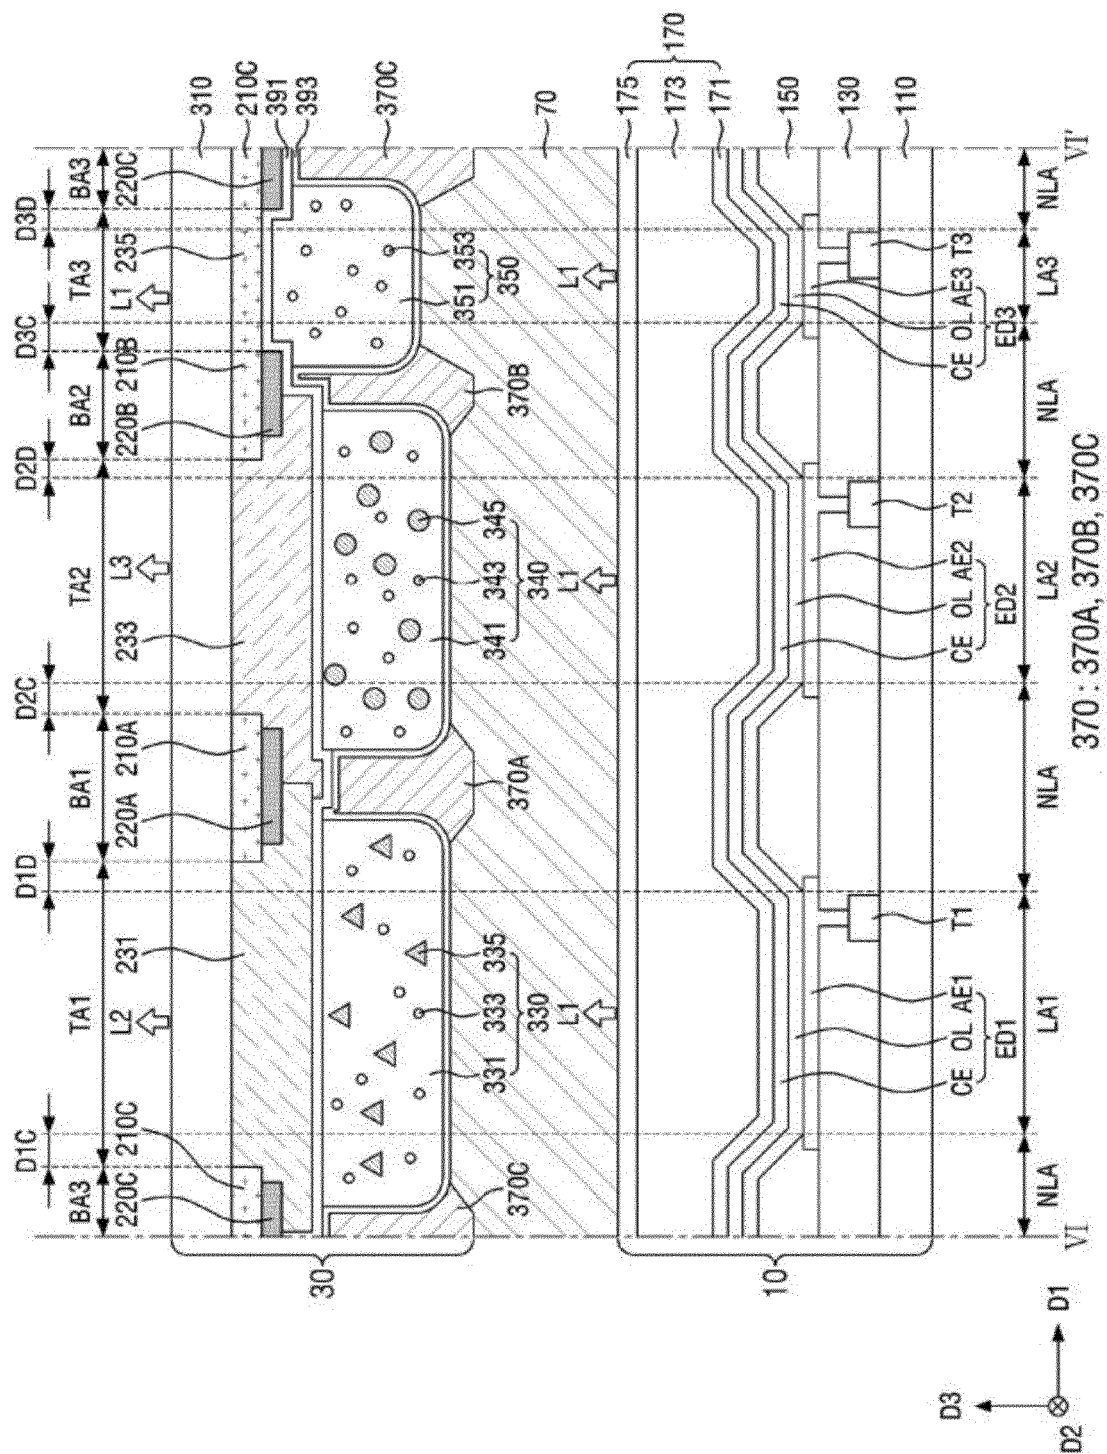 D1C D1D D2C D2D D3C D3D
BA3 TA1 BA1 TA2 BA2 TA3 BA3
220C 210C L2 231 220A 210A 233 L3 220B 210B L1 235 220C
310
210C
391
393
370C
70
175
173
170
171
150
130
110
30
331 333 335
330
341 343 345
340
351 353
350
370C 370A 370B
L1 L1 L1
10
CE OL AE1 T1
ED1
CE OL AE2 T2
ED2
CE OL AE3 T3
ED3
NLA LA1 NLA LA2 NLA LA3 NLA
VI VI'
370 : 370A, 370B, 370C
D3
D2 D1